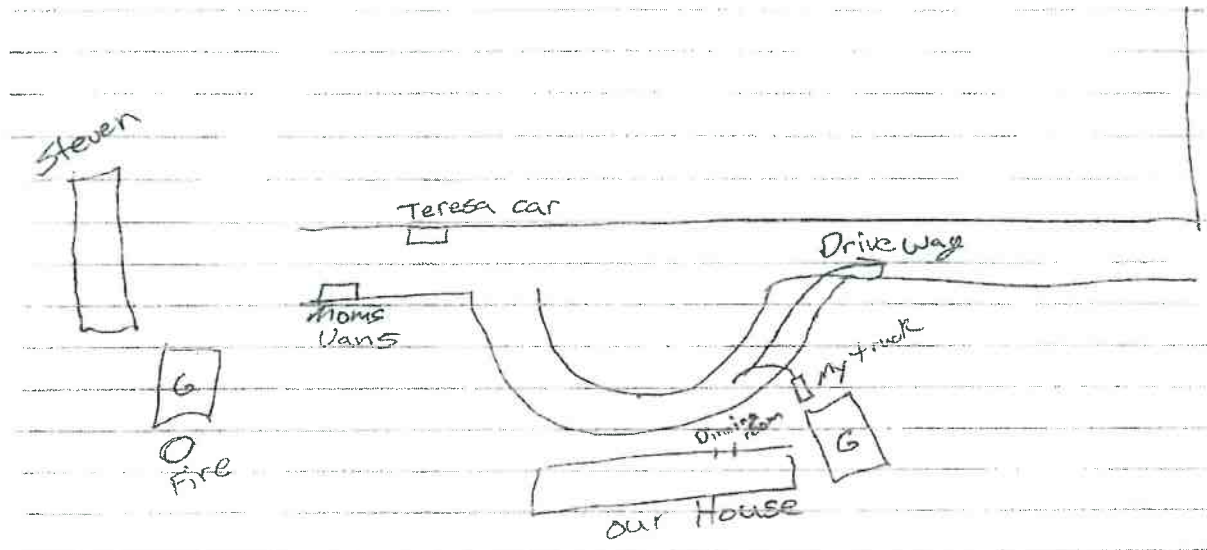 Steven
Teresa car
Drive way
Moms
Vans
My truck
G
Dinning
room
G
Fire
our House